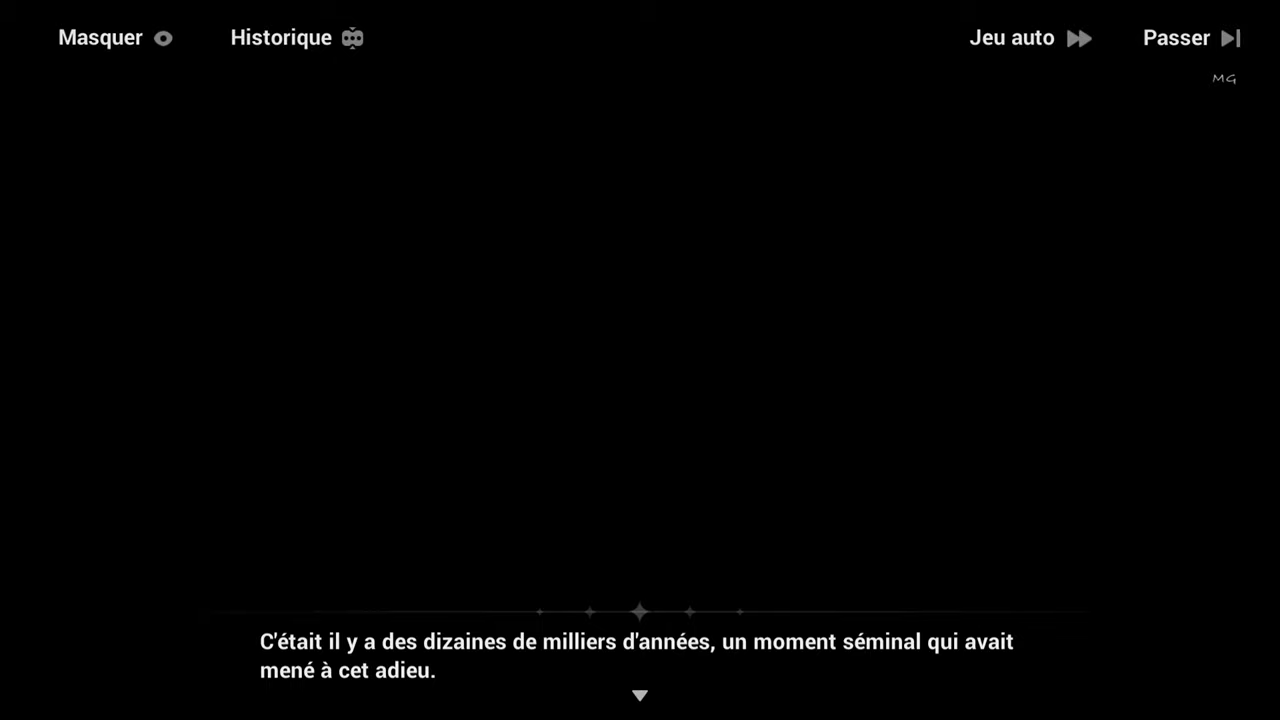 Masquer
Historique
Jeu auto
Passer
MG
C'était il y a des dizaines de milliers d'années, un moment séminal qui avait
mené à cet adieu.